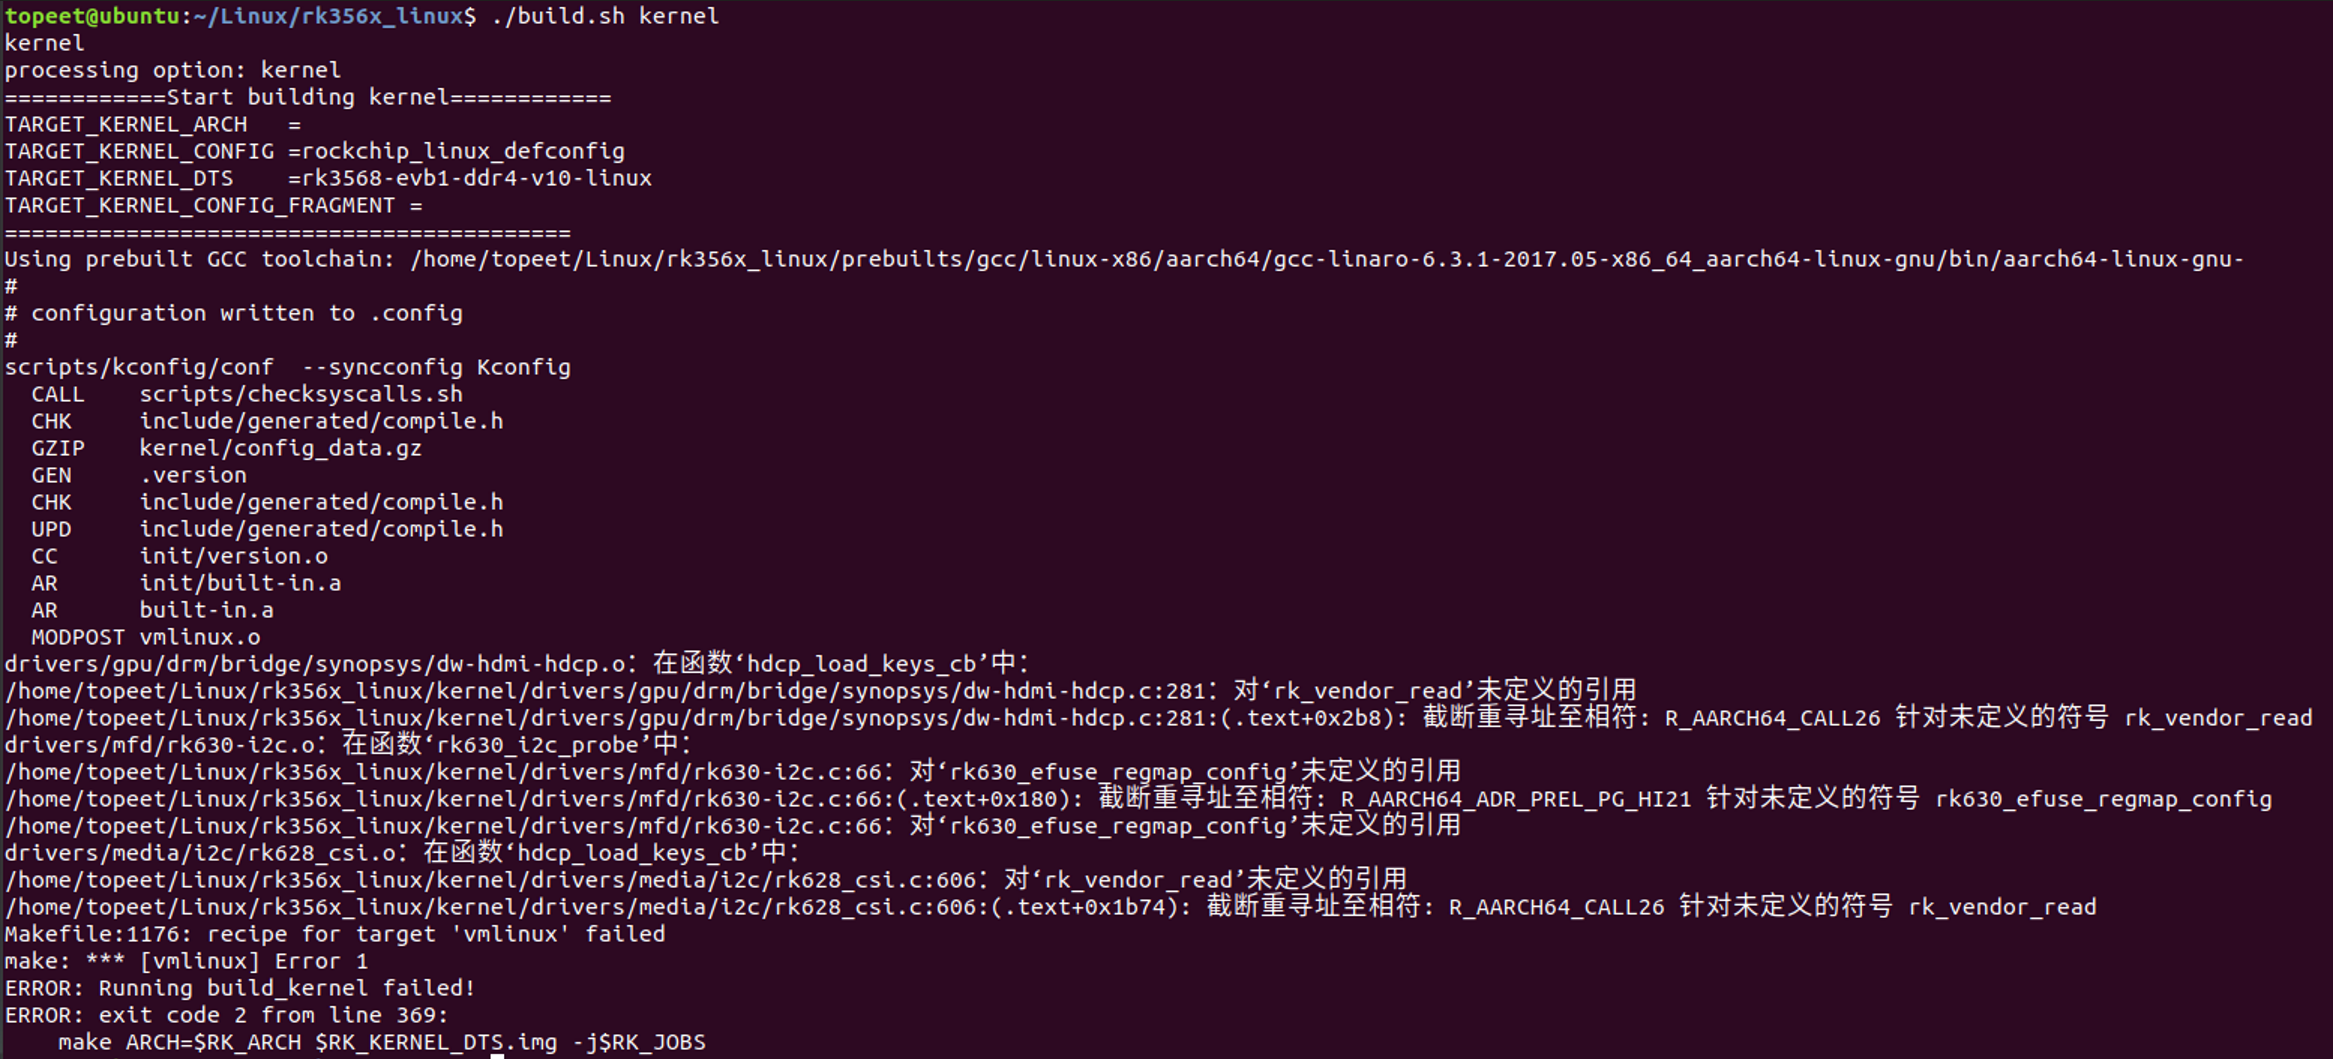 topeet@ubuntu:~/Linux/rk356x_linux$ ./build.sh kernel
kernel
processing option: kernel
============Start building kernel============
TARGET_KERNEL_ARCH   =
TARGET_KERNEL_CONFIG =rockchip_linux_defconfig
TARGET_KERNEL_DTS    =rk3568-evb1-ddr4-v10-linux
TARGET_KERNEL_CONFIG_FRAGMENT =
==========================================
Using prebuilt GCC toolchain: /home/topeet/Linux/rk356x_linux/prebuilts/gcc/linux-x86/aarch64/gcc-linaro-6.3.1-2017.05-x86_64_aarch64-linux-gnu/bin/aarch64-linux-gnu-
#
# configuration written to .config
#
scripts/kconfig/conf  --syncconfig Kconfig
  CALL    scripts/checksyscalls.sh
  CHK     include/generated/compile.h
  GZIP    kernel/config_data.gz
  GEN     .version
  CHK     include/generated/compile.h
  UPD     include/generated/compile.h
  CC      init/version.o
  AR      init/built-in.a
  AR      built-in.a
  MODPOST vmlinux.o
drivers/gpu/drm/bridge/synopsys/dw-hdmi-hdcp.o：在函数‘hdcp_load_keys_cb’中：
/home/topeet/Linux/rk356x_linux/kernel/drivers/gpu/drm/bridge/synopsys/dw-hdmi-hdcp.c:281：对‘rk_vendor_read’未定义的引用
/home/topeet/Linux/rk356x_linux/kernel/drivers/gpu/drm/bridge/synopsys/dw-hdmi-hdcp.c:281:(.text+0x2b8): 截断重寻址至相符: R_AARCH64_CALL26 针对未定义的符号 rk_vendor_read
drivers/mfd/rk630-i2c.o：在函数‘rk630_i2c_probe’中：
/home/topeet/Linux/rk356x_linux/kernel/drivers/mfd/rk630-i2c.c:66：对‘rk630_efuse_regmap_config’未定义的引用
/home/topeet/Linux/rk356x_linux/kernel/drivers/mfd/rk630-i2c.c:66:(.text+0x180): 截断重寻址至相符: R_AARCH64_ADR_PREL_PG_HI21 针对未定义的符号 rk630_efuse_regmap_config
/home/topeet/Linux/rk356x_linux/kernel/drivers/mfd/rk630-i2c.c:66：对‘rk630_efuse_regmap_config’未定义的引用
drivers/media/i2c/rk628_csi.o：在函数‘hdcp_load_keys_cb’中：
/home/topeet/Linux/rk356x_linux/kernel/drivers/media/i2c/rk628_csi.c:606：对‘rk_vendor_read’未定义的引用
/home/topeet/Linux/rk356x_linux/kernel/drivers/media/i2c/rk628_csi.c:606:(.text+0x1b74): 截断重寻址至相符: R_AARCH64_CALL26 针对未定义的符号 rk_vendor_read
Makefile:1176: recipe for target 'vmlinux' failed
make: *** [vmlinux] Error 1
ERROR: Running build_kernel failed!
ERROR: exit code 2 from line 369:
    make ARCH=$RK_ARCH $RK_KERNEL_DTS.img -j$RK_JOBS